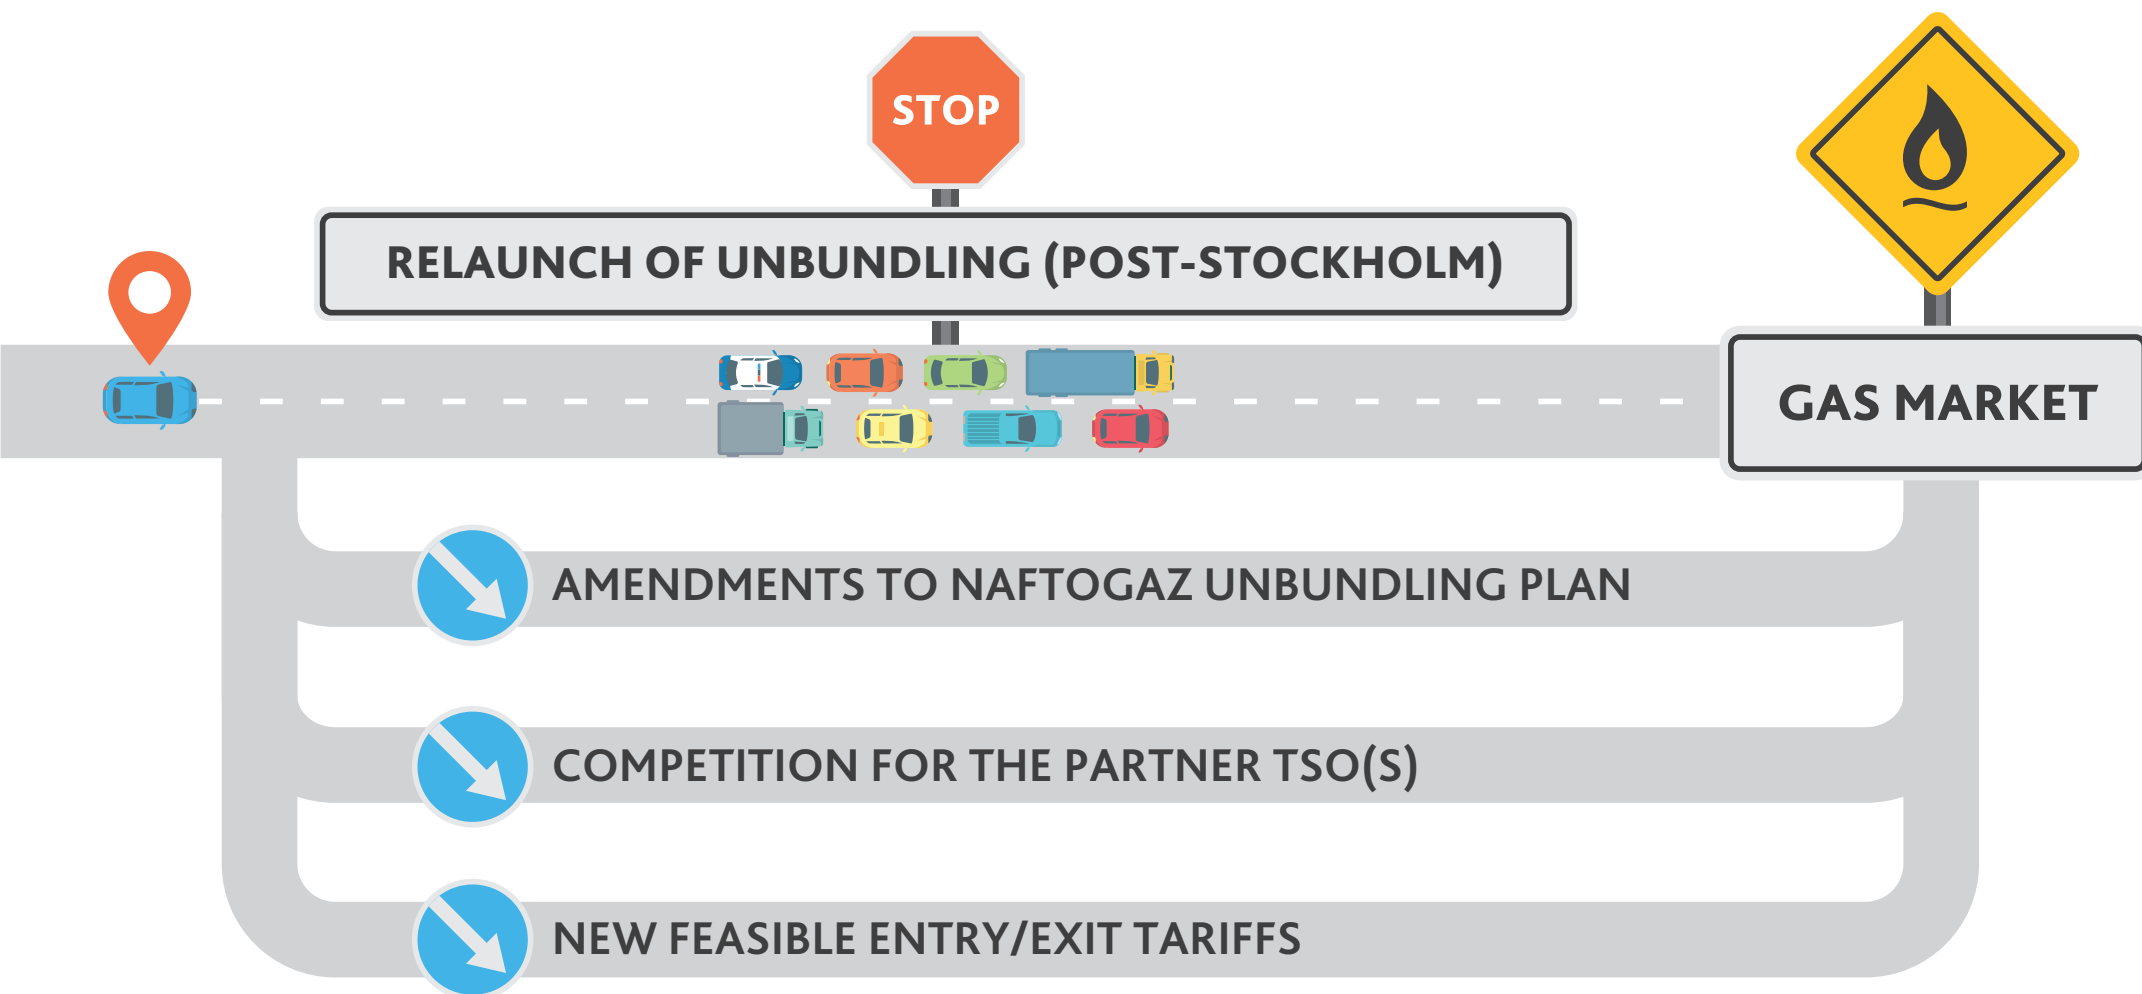 STOP
RELAUNCH OF UNBUNDLING (POST-STOCKHOLM)
GAS MARKET
AMENDMENTS TO NAFTOGAZ UNBUNDLING PLAN
COMPETITION FOR THE PARTNER TSO(S)
NEW FEASIBLE ENTRY/EXIT TARIFFS